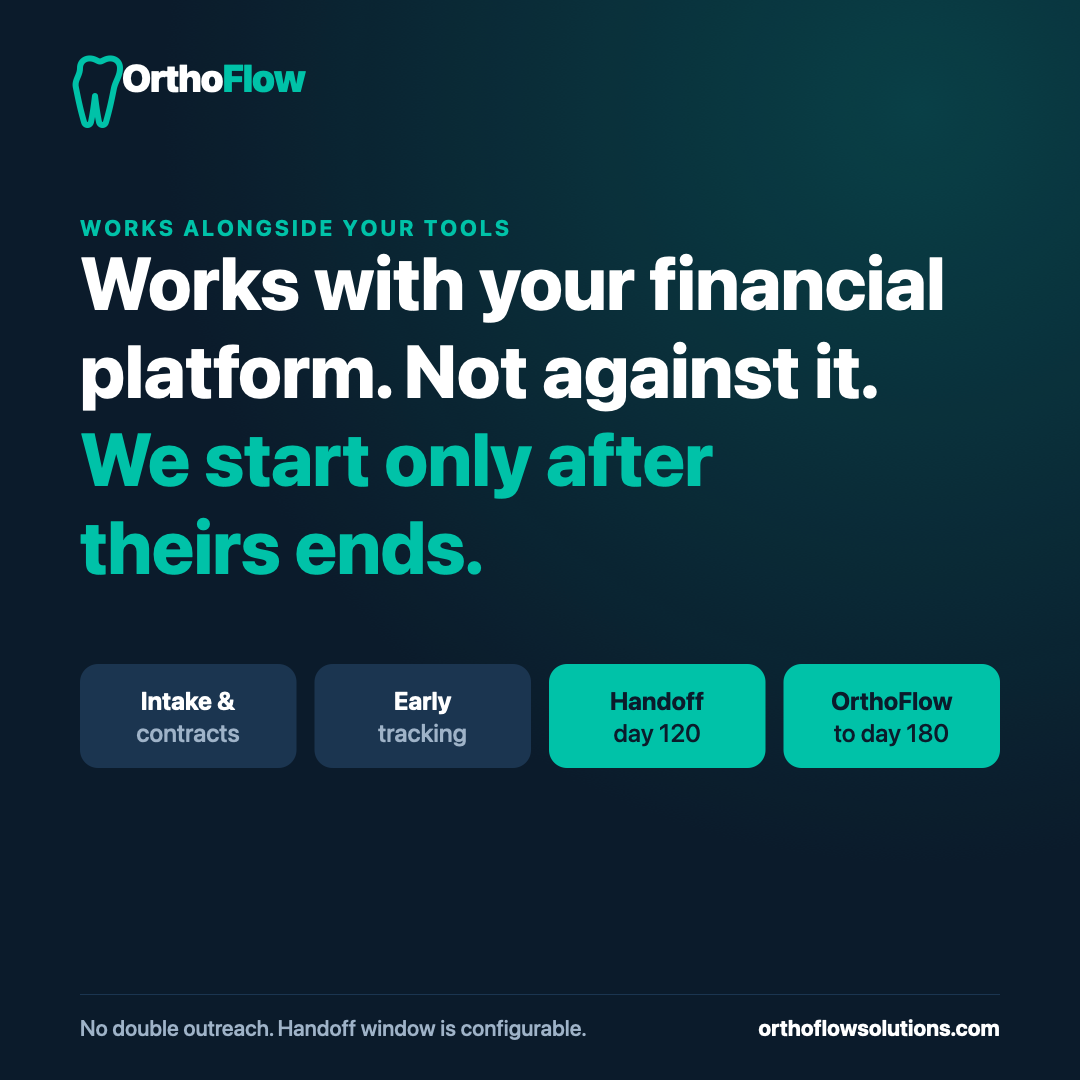 OrthoFlow
WORKS ALONGSIDE YOUR TOOLS
Works with your financial
platform. Not against it.
We start only after
theirs ends.
Intake &
contracts
Early
tracking
Handoff
day 120
OrthoFlow
to day 180
No double outreach. Handoff window is configurable.
orthoflowsolutions.com